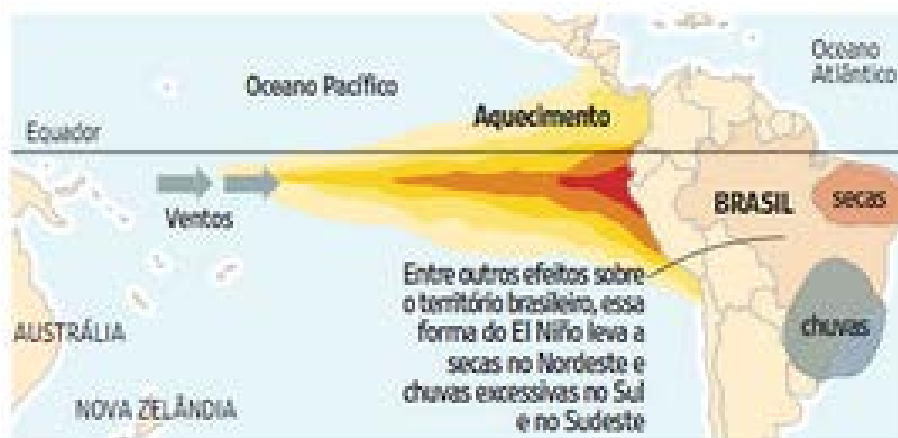 Oceano Pacífico
Oceano
Atlântico
Aquecimento
Equador
Ventos
BRASIL
secas
Entre outros efeitos sobre
o território brasileiro, essa
forma do El Niño leva a
secas no Nordeste e
chuvas excessivas no Sul
e no Sudeste
chuvas
AUSTRÁLIA
NOVA ZELÂNDIA